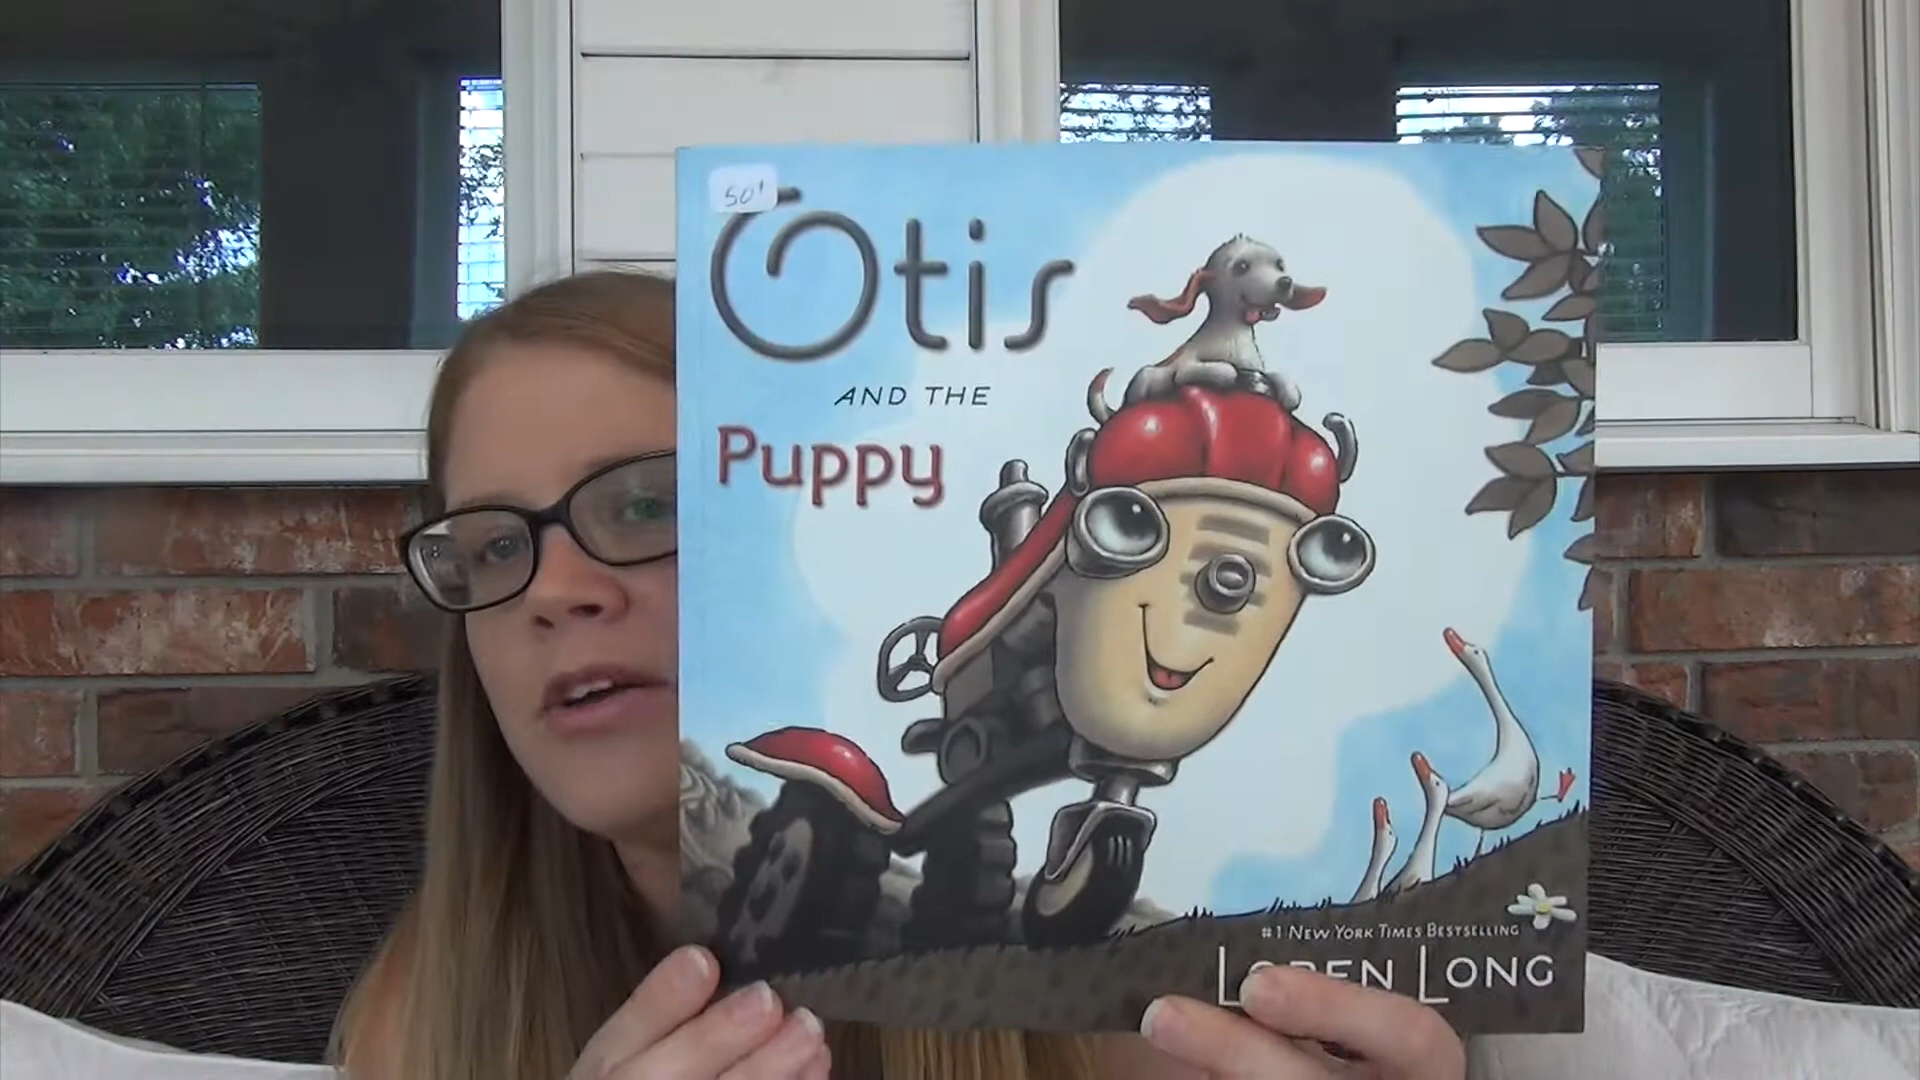 50¢
Otis
AND THE
Puppy
#1 NEW YORK TIMES BESTSELLING
LOREN LONG